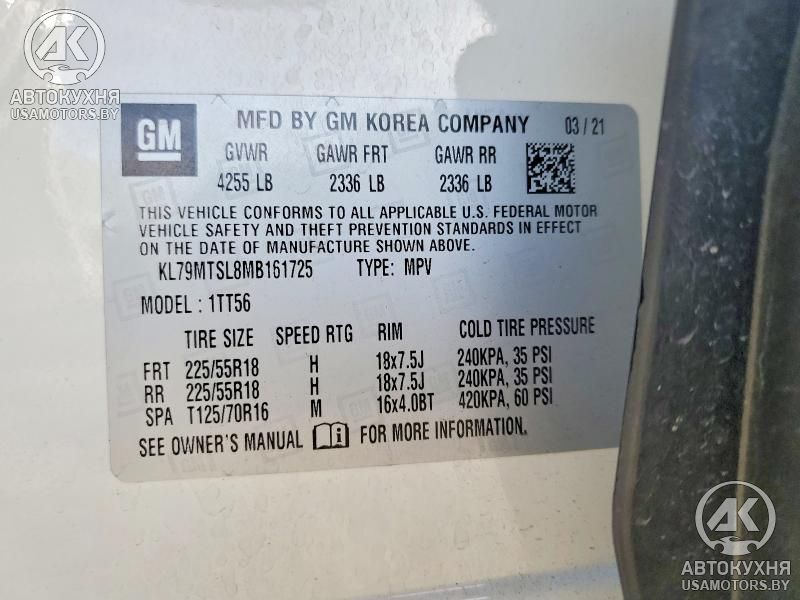 AK
АВТОКУХНЯ
USAMOTORS.BY
GM
MFD BY GM KOREA COMPANY 03 / 21
GVWR GAWR FRT GAWR RR
4255 LB 2336 LB 2336 LB
THIS VEHICLE CONFORMS TO ALL APPLICABLE U.S. FEDERAL MOTOR
VEHICLE SAFETY AND THEFT PREVENTION STANDARDS IN EFFECT
ON THE DATE OF MANUFACTURE SHOWN ABOVE.
KL79MTSL8MB161725 TYPE: MPV
MODEL : 1TT56
TIRE SIZE SPEED RTG RIM COLD TIRE PRESSURE
FRT 225/55R18 H 18x7.5J 240KPA, 35 PSI
RR 225/55R18 H 18x7.5J 240KPA, 35 PSI
SPA T125/70R16 M 16x4.0BT 420KPA, 60 PSI
SEE OWNER'S MANUAL i FOR MORE INFORMATION.
AK
АВТОКУХНЯ
USAMOTORS.BY